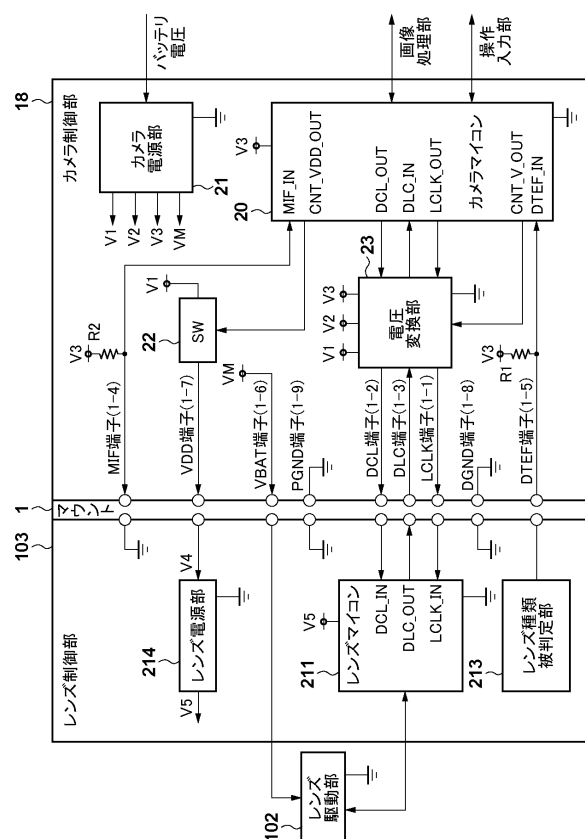 18
カメラ制御部
バッテリ電圧
カメラ
電源部
21
V1
V2
V3
VM
画像
処理部
操作
入力部
V3
20
MIF_IN
CNT_VDD_OUT
DCL_OUT
DLC_IN
LCLK_OUT
カメラマイコン
CNT_V_OUT
DTEF_IN
V3
R2
V1
SW
22
VM
V1
V2
V3
23
電圧
変換部
V3
R1
MIF端子(1-4)
VDD端子(1-7)
VBAT端子(1-6)
PGND端子(1-9)
DCL端子(1-2)
DLC端子(1-3)
LCLK端子(1-1)
DGND端子(1-8)
DTEF端子(1-5)
1
マウント
103
レンズ制御部
V4
レンズ電源部
214
V5
V5
レンズマイコン
211
DCL_IN
DLC_OUT
LCLK_IN
レンズ種類
被判定部
213
レンズ
駆動部
102